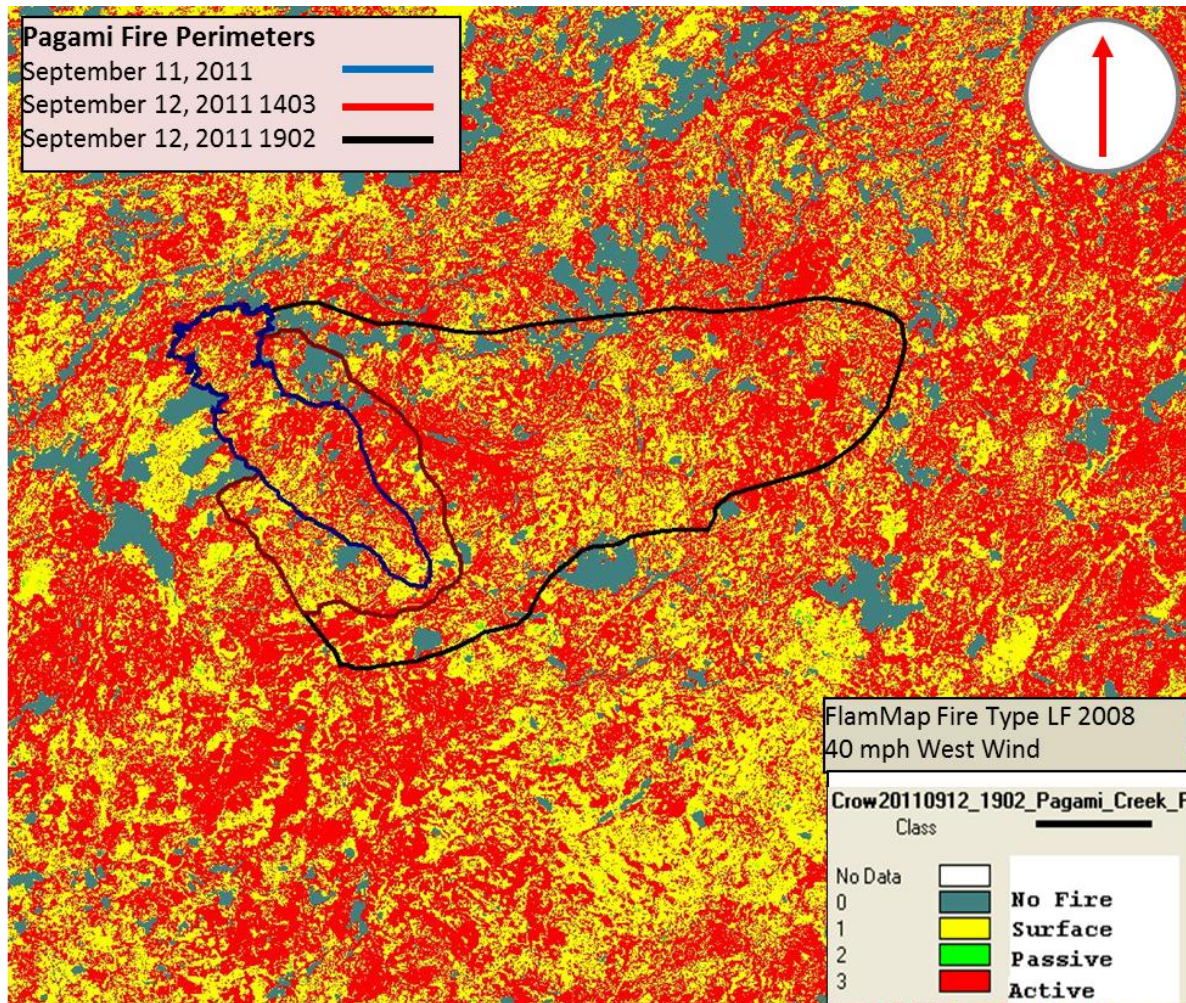 Pagami Fire Perimeters
September 11, 2011
September 12, 2011 1403
September 12, 2011 1902
FlamMap Fire Type LF 2008
40 mph West Wind
Crow20110912_1902_Pagami_Creek_F
Class
No Data
0 No Fire
1 Surface
2 Passive
3 Active